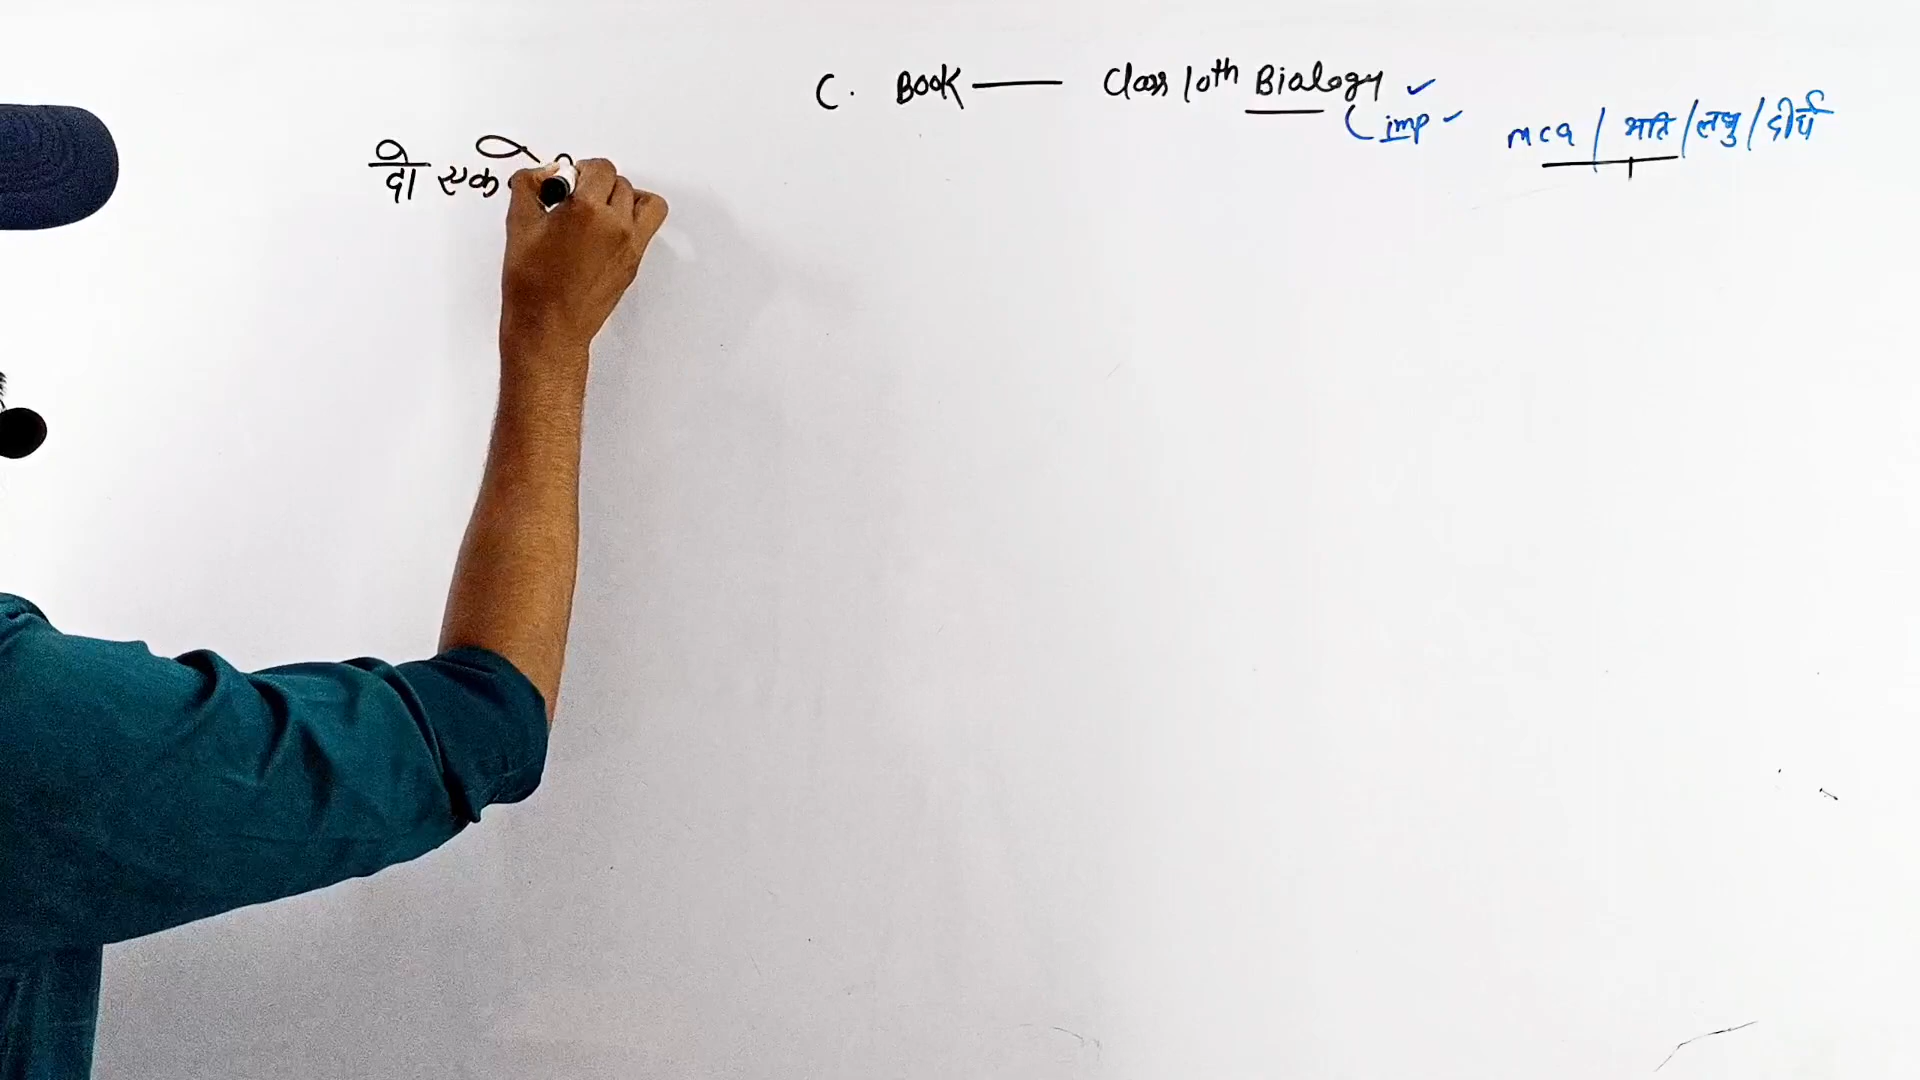 C. Book — Class 10th Biology ✓
(imp ✓ mcq / अति / लघु / दीर्घ
दो एक